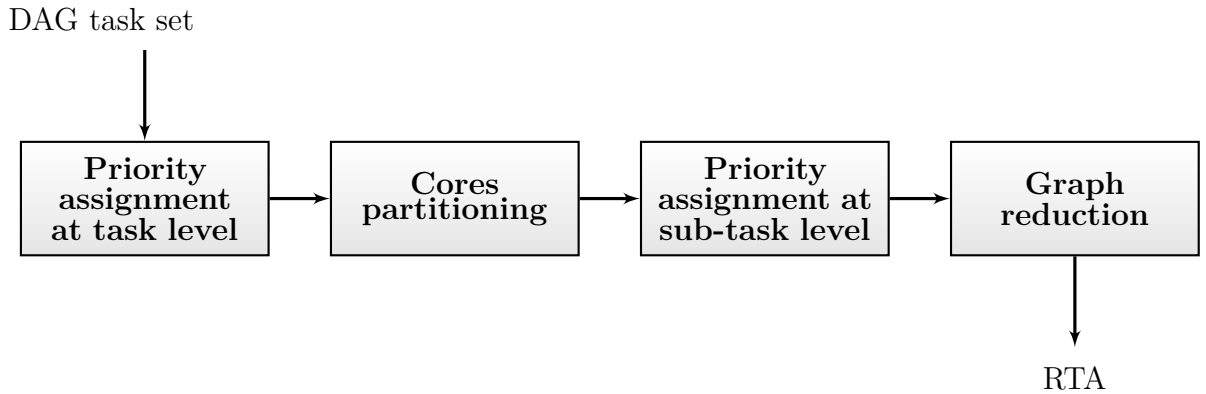 DAG task set
Priority
assignment
at task level
Cores
partitioning
Priority
assignment at
sub-task level
Graph
reduction
RTA